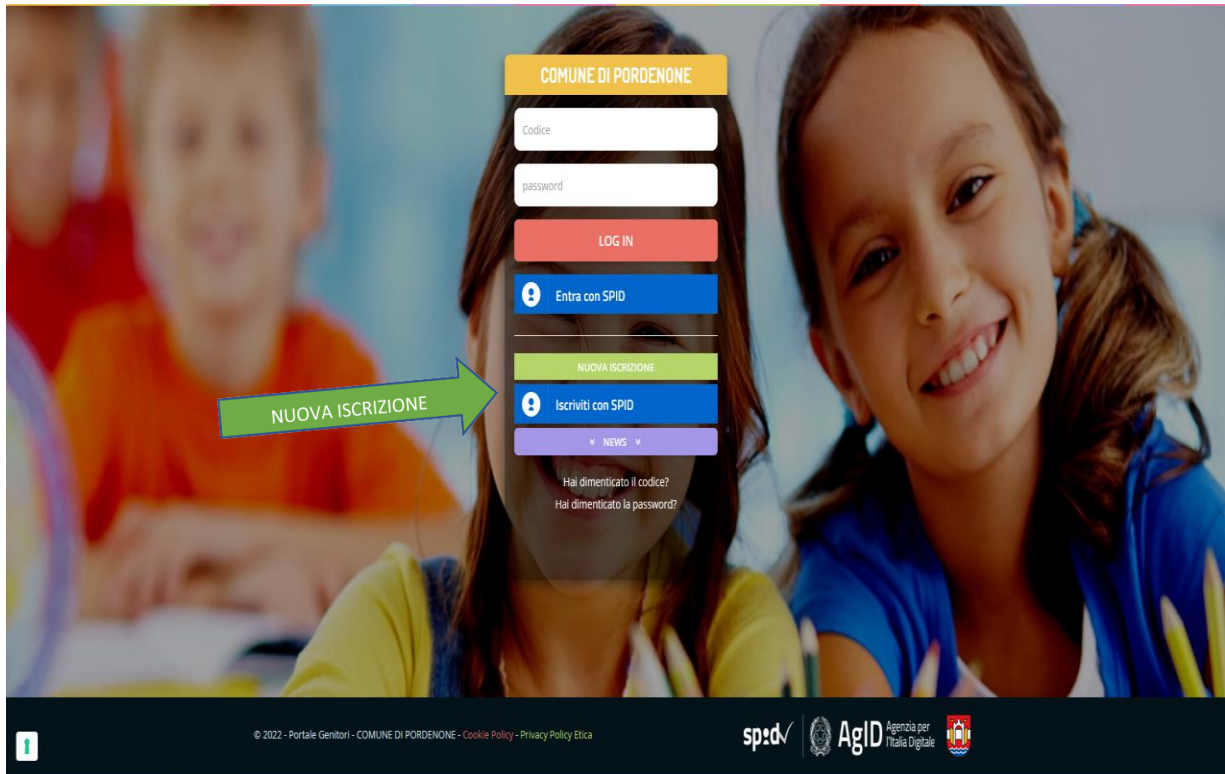 COMUNE DI PORDENONE
Codice
password
LOG IN
Entra con SPID
NUOVA ISCRIZIONE
NUOVA ISCRIZIONE
Iscriviti con SPID
NEWS
Hai dimenticato il codice?
Hai dimenticato la password?
© 2022 - Portale Genitori - COMUNE DI PORDENONE - Cookie Policy - Privacy Policy Etica
spid
AgID Agenzia per
l'Italia Digitale